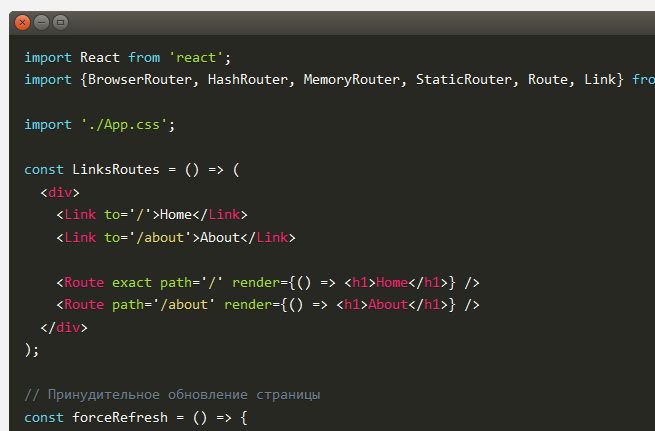 import React from 'react';
import {BrowserRouter, HashRouter, MemoryRouter, StaticRouter, Route, Link} fro
import './App.css';
const LinksRoutes = () => (
<div>
<Link to='/'>Home</Link>
<Link to='/about'>About</Link>
<Route exact path='/' render={() => <h1>Home</h1>} />
<Route path='/about' render={() => <h1>About</h1>} />
</div>
);
// Принудительное обновление страницы
const forceRefresh = () => {